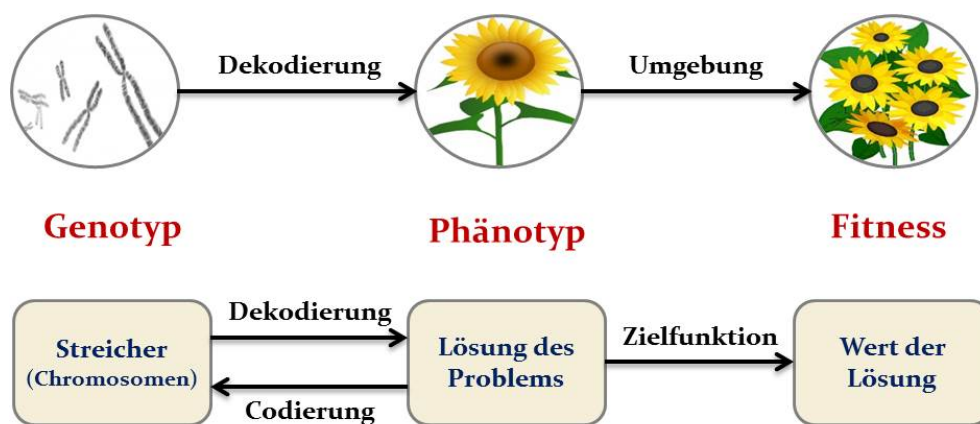 Dekodierung
Umgebung
Genotyp
Phänotyp
Fitness
Dekodierung
Streicher
(Chromosomen)
Codierung
Lösung des
Problems
Zielfunktion
Wert der
Lösung